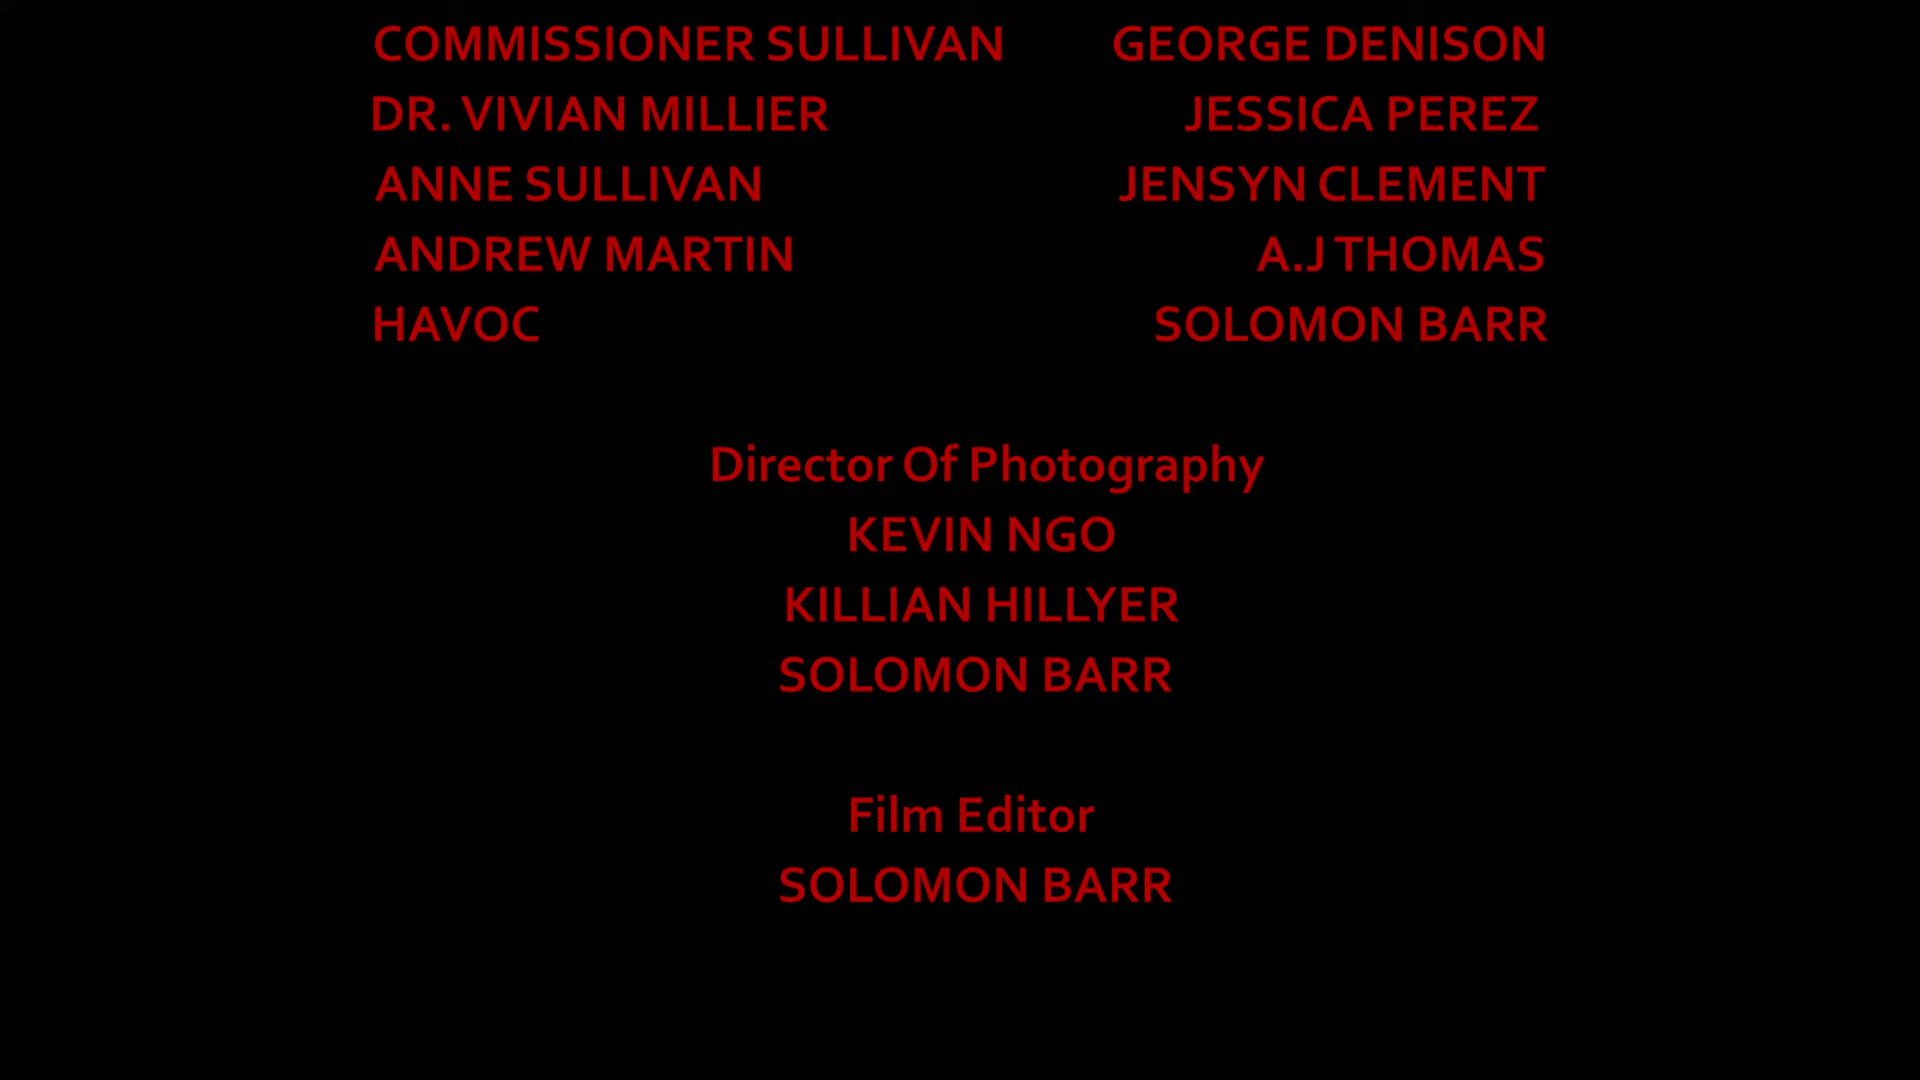 COMMISSIONER SULLIVAN GEORGE DENISON
DR. VIVIAN MILLIER JESSICA PEREZ
ANNE SULLIVAN JENSYN CLEMENT
ANDREW MARTIN A.J THOMAS
HAVOC SOLOMON BARR
Director Of Photography
KEVIN NGO
KILLIAN HILLYER
SOLOMON BARR
Film Editor
SOLOMON BARR